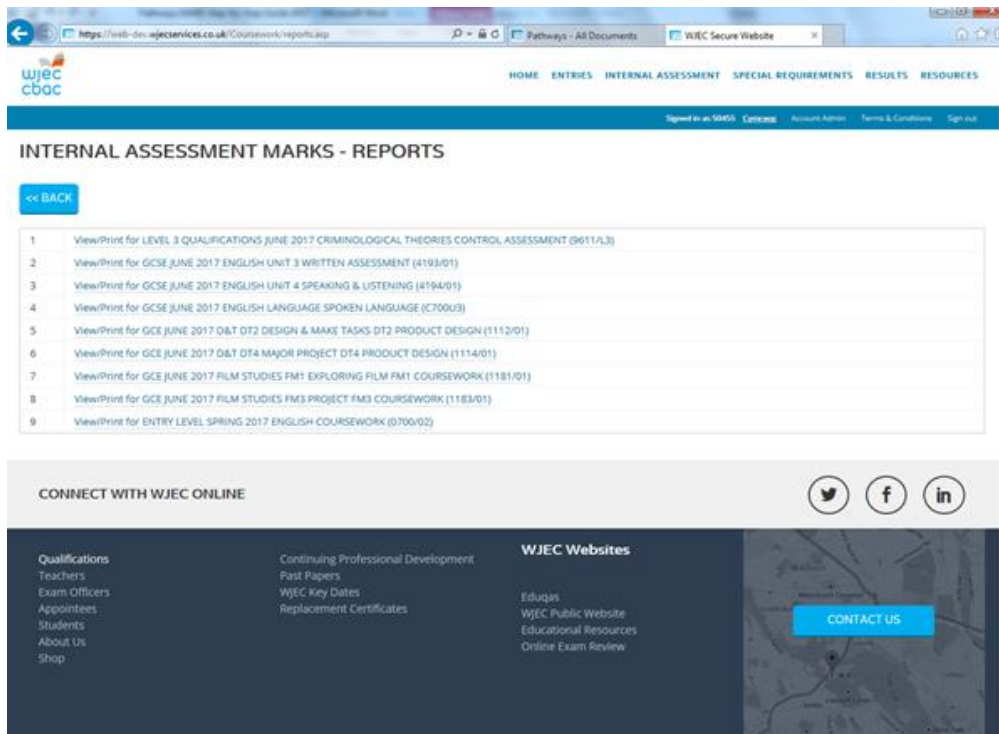 https://web-dev.wjecservices.co.uk/Coursework/reports.asp
Pathways - All Documents
WJEC Secure Website
wjec
cbac
HOME ENTRIES INTERNAL ASSESSMENT SPECIAL REQUIREMENTS RESULTS RESOURCES
Signed in as 50455 Account Admin Terms & Conditions Sign out
INTERNAL ASSESSMENT MARKS - REPORTS
<< BACK
1 View/Print for LEVEL 3 QUALIFICATIONS JUNE 2017 CRIMINOLOGICAL THEORIES CONTROL ASSESSMENT (9611/L3)
2 View/Print for GCSE JUNE 2017 ENGLISH UNIT 3 WRITTEN ASSESSMENT (4193/01)
3 View/Print for GCSE JUNE 2017 ENGLISH UNIT 4 SPEAKING & LISTENING (4194/01)
4 View/Print for GCSE JUNE 2017 ENGLISH LANGUAGE SPOKEN LANGUAGE (C700U3)
5 View/Print for GCE JUNE 2017 D&T DT2 DESIGN & MAKE TASKS DT2 PRODUCT DESIGN (1112/01)
6 View/Print for GCE JUNE 2017 D&T DT4 MAJOR PROJECT DT4 PRODUCT DESIGN (1114/01)
7 View/Print for GCE JUNE 2017 FILM STUDIES FM1 EXPLORING FILM FM1 COURSEWORK (1181/01)
8 View/Print for GCE JUNE 2017 FILM STUDIES FM3 PROJECT FM3 COURSEWORK (1183/01)
9 View/Print for ENTRY LEVEL SPRING 2017 ENGLISH COURSEWORK (0700/02)
CONNECT WITH WJEC ONLINE
Qualifications
Teachers
Exam Officers
Appointees
Students
About Us
Shop
Continuing Professional Development
Past Papers
WJEC Key Dates
Replacement Certificates
WJEC Websites
Eduqas
WJEC Public Website
Educational Resources
Online Exam Review
CONTACT US